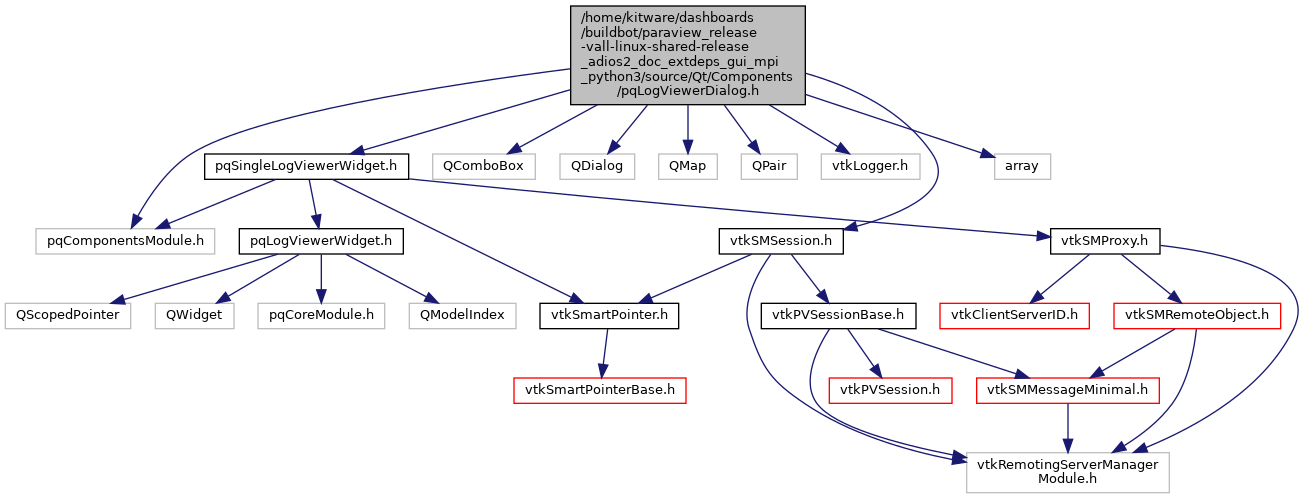 /home/kitware/dashboards
/buildbot/paraview_release
-vall-linux-shared-release
_adios2_doc_extdeps_gui_mpi
_python3/source/Qt/Components
/pqLogViewerDialog.h
pqSingleLogViewerWidget.h
QComboBox
QDialog
QMap
QPair
vtkLogger.h
array
pqComponentsModule.h
pqLogViewerWidget.h
vtkSMSession.h
vtkSMProxy.h
QScopedPointer
QWidget
pqCoreModule.h
QModelIndex
vtkSmartPointer.h
vtkPVSessionBase.h
vtkClientServerID.h
vtkSMRemoteObject.h
vtkSmartPointerBase.h
vtkPVSession.h
vtkSMMessageMinimal.h
vtkRemotingServerManager
Module.h